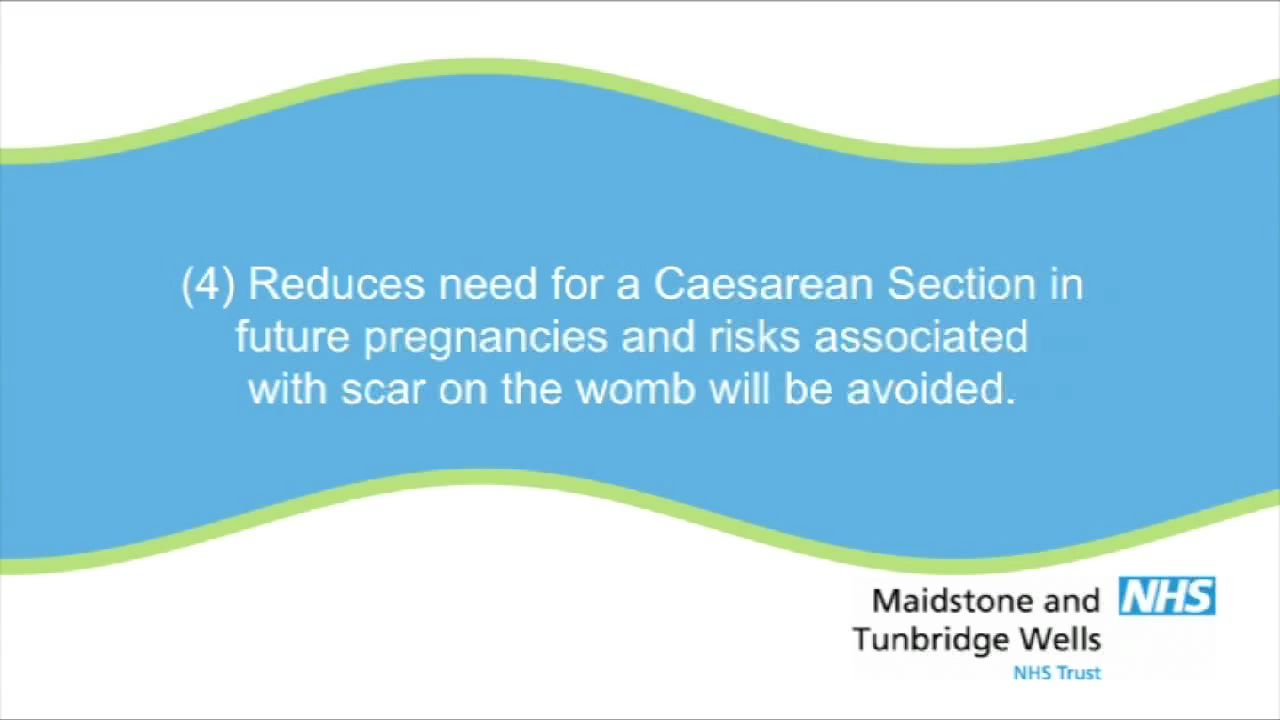 (4) Reduces need for a Caesarean Section in
future pregnancies and risks associated
with scar on the womb will be avoided.
Maidstone and NHS
Tunbridge Wells
NHS Trust